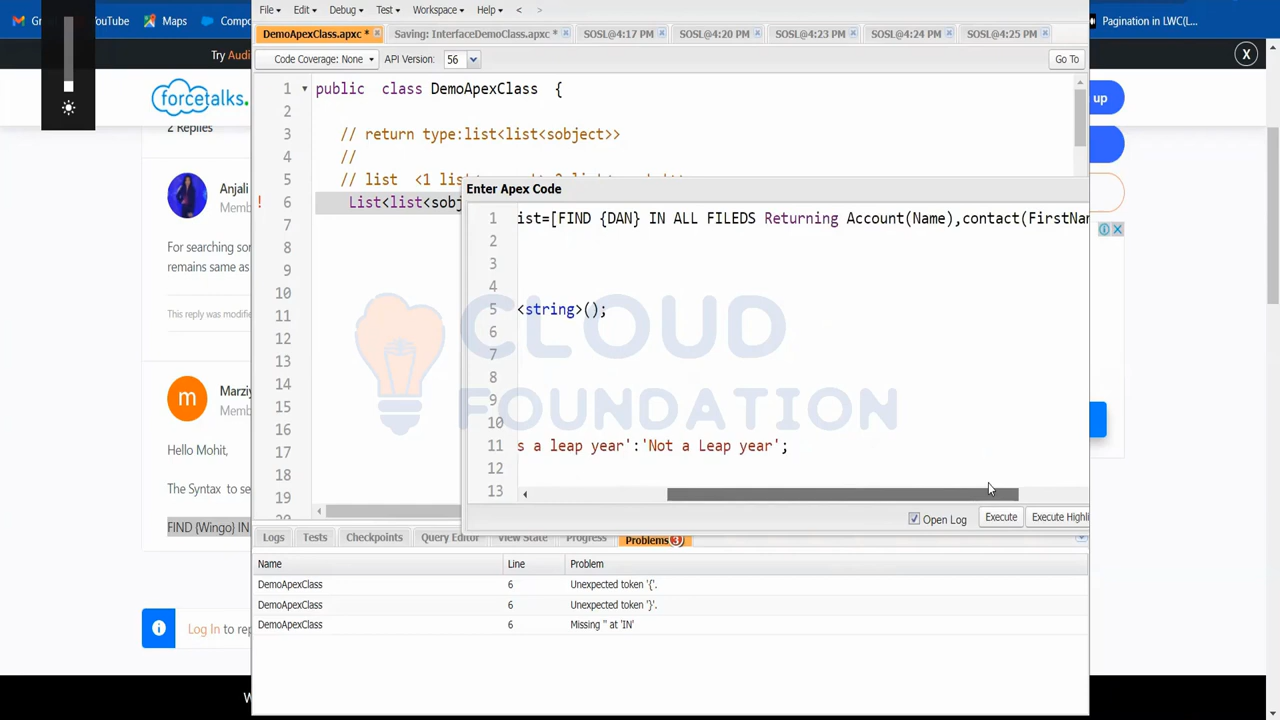 File Edit Debug Test Workspace Help < >
DemoApexClass.apxc * Saving: InterfaceDemoClass.apxc * SOSL@4:17 PM SOSL@4:20 PM SOSL@4:23 PM SOSL@4:24 PM SOSL@4:25 PM
YouTube Maps Pagination in LWC(L...
Code Coverage: None API Version: 56 Go To
Try
X
forcetalks.
up
1 public class DemoApexClass {
2
3 // return type:list<list<sobject>>
4 //
5 // list <1
6 List<list<
7
8
9
10
11
12
13
14
15
16
17
18
19
Enter Apex Code
1 ist=[FIND {DAN} IN ALL FILEDS Returning Account(Name),contact(FirstNam
2
3
4
5 <string>();
6
7
8
9
10
11 s a leap year':'Not a Leap year';
12
13
Open Log Execute Execute Highli
CLOUD
FOUNDATION
2 Replies
Anjali
For searching
remains same as
This reply was
m
Hello Mohit,
The Syntax to
FIND {Wingo} IN
Log In to
Logs Tests Checkpoints Query Editor View State Progress Problems
Name Line Problem
DemoApexClass 6 Unexpected token '{'.
DemoApexClass 6 Unexpected token '}'.
DemoApexClass 6 Missing '' at 'IN'